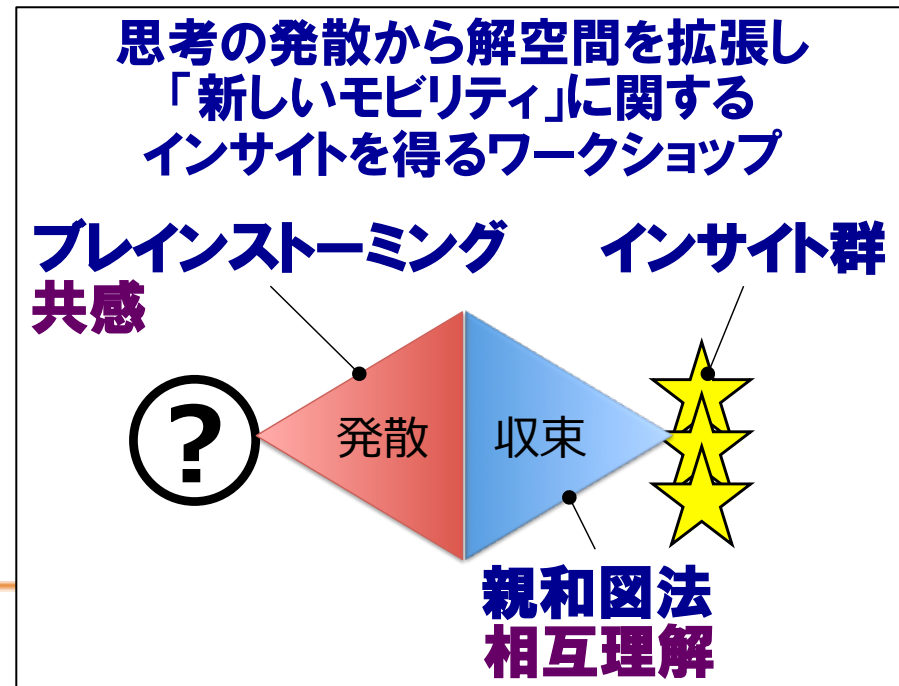 思考の発散から解空間を拡張し
「新しいモビリティ」に関する
インサイトを得るワークショップ
ブレインストーミング
共感
インサイト群
?
発散
収束
親和図法
相互理解